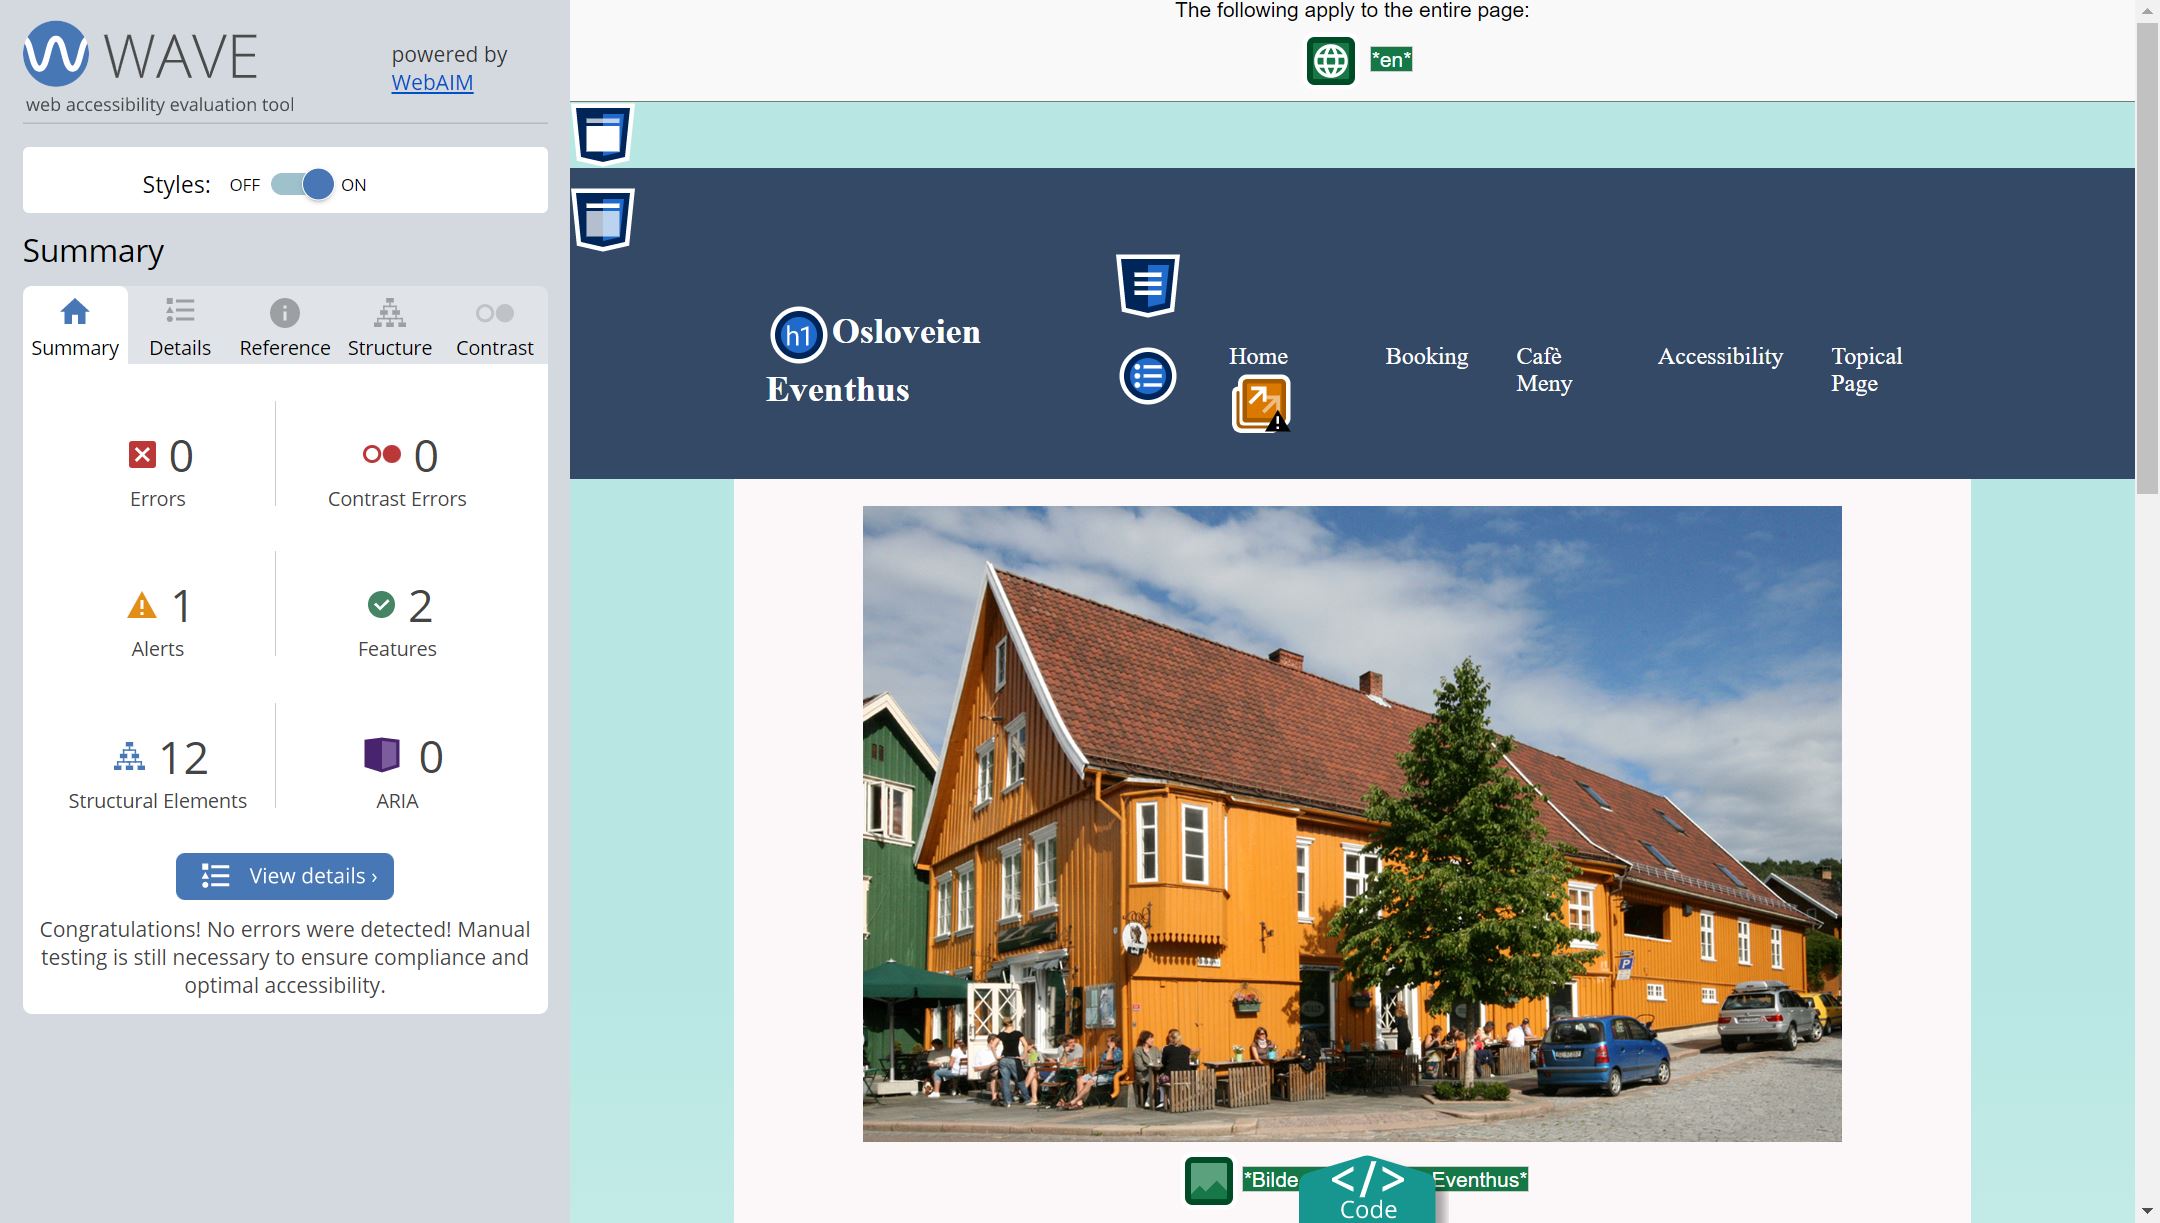 WAVE
powered by
WebAIM
web accessibility evaluation tool
Styles: OFF ON
Summary
Summary Details Reference Structure Contrast
0
Errors
0
Contrast Errors
1
Alerts
2
Features
12
Structural Elements
0
ARIA
View details ›
Congratulations! No errors were detected! Manual
testing is still necessary to ensure compliance and
optimal accessibility.
The following apply to the entire page:
*en*
h1 Osloveien
Eventhus
Home
Booking
Cafè
Meny
Accessibility
Topical
Page
P
*Bilde
Eventhus*
</>
Code